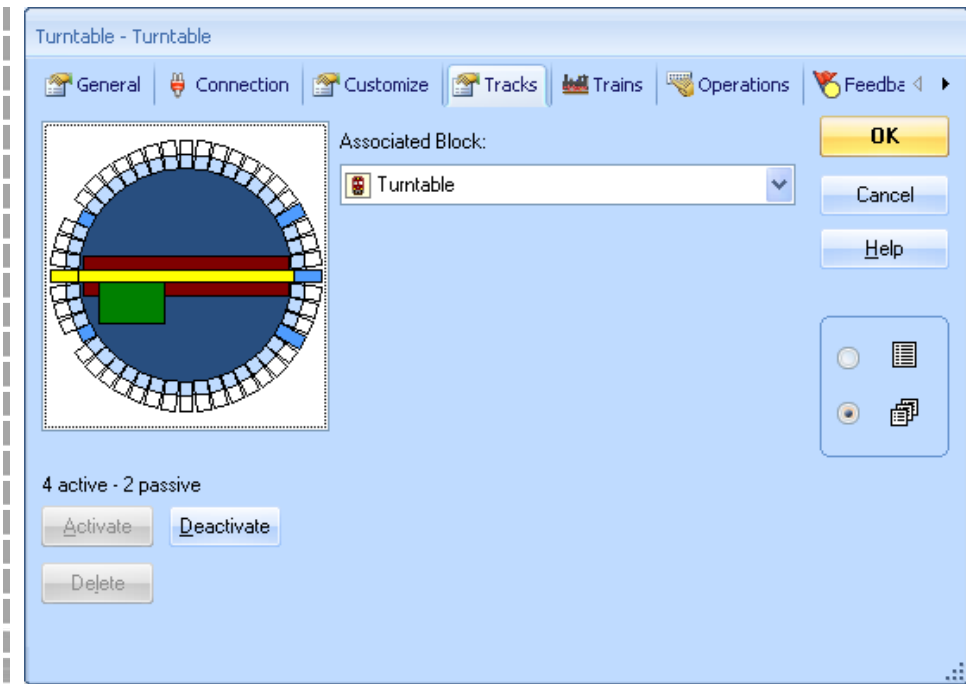 Turntable - Turntable
General Connection Customize Tracks Trains Operations Feedba
Associated Block:
Turntable
OK
Cancel
Help
4 active - 2 passive
Activate Deactivate
Delete